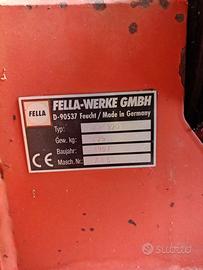 FELLA
FELLA-WERKE GMBH
D-90537 Feucht / Made in Germany
Typ:
Gew. kg:
Baujahr:
Masch. Nr.
CE
subito